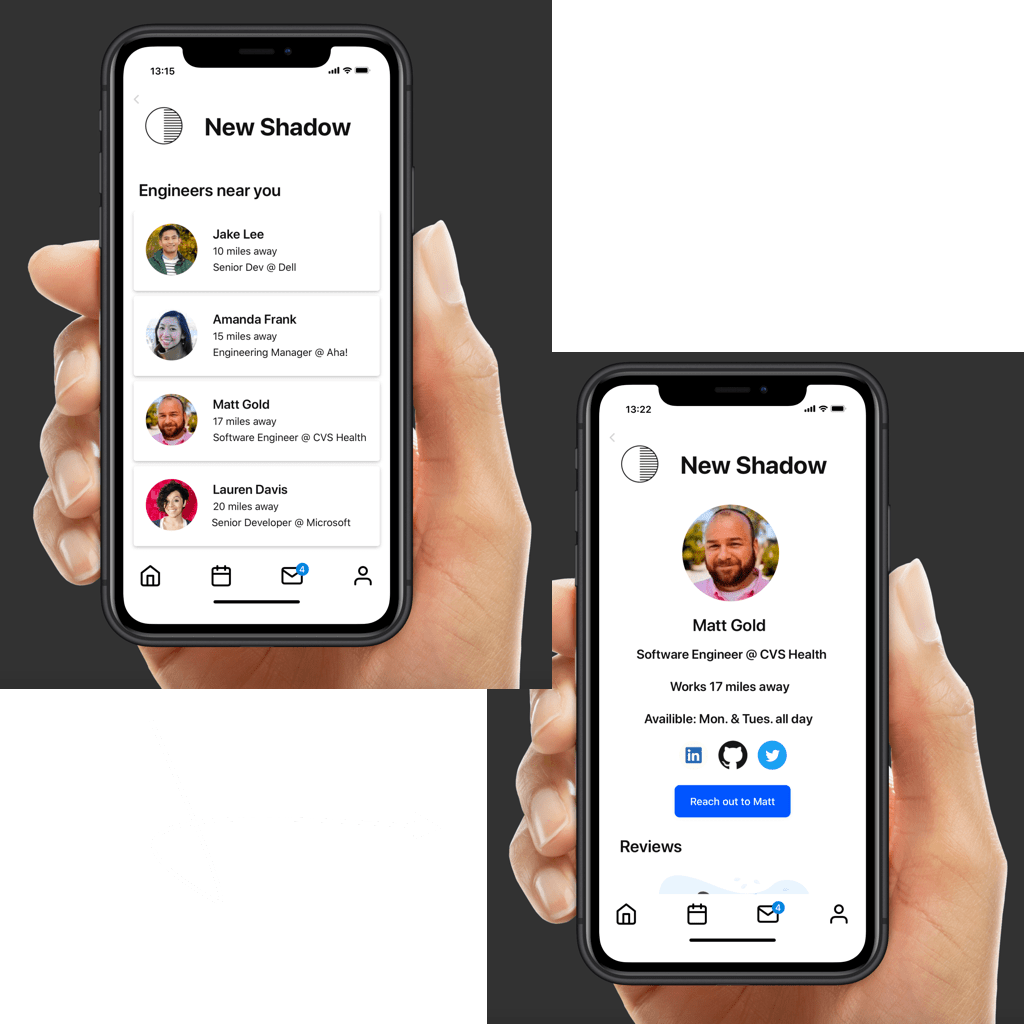 13:15
New Shadow
Engineers near you
Jake Lee
10 miles away
Senior Dev @ Dell
Amanda Frank
15 miles away
Engineering Manager @ Aha!
Matt Gold
17 miles away
Software Engineer @ CVS Health
Lauren Davis
20 miles away
Senior Developer @ Microsoft
4
13:22
New Shadow
Matt Gold
Software Engineer @ CVS Health
Works 17 miles away
Availible: Mon. & Tues. all day
in
Reach out to Matt
Reviews
4